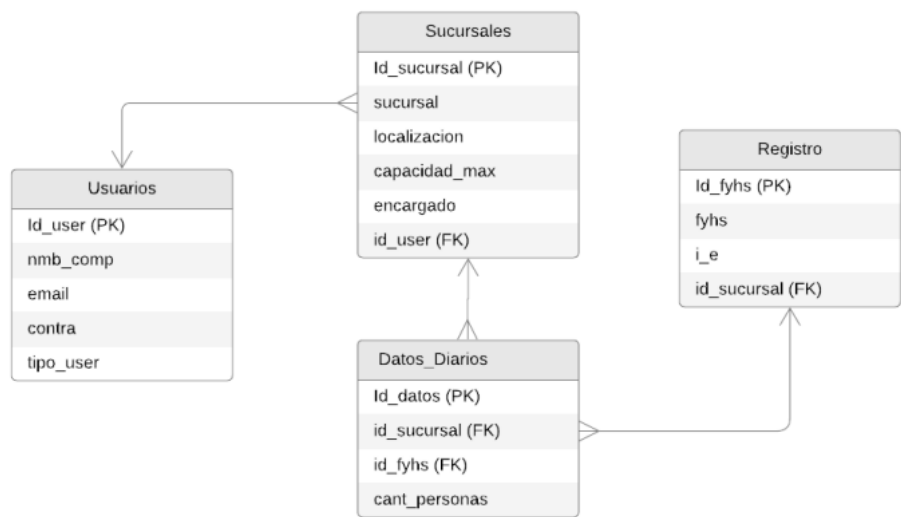 Sucursales
Id_sucursal (PK)
sucursal
localizacion
capacidad_max
encargado
id_user (FK)
Usuarios
Id_user (PK)
nmb_comp
email
contra
tipo_user
Registro
Id_fyhs (PK)
fyhs
i_e
id_sucursal (FK)
Datos_Diarios
Id_datos (PK)
id_sucursal (FK)
id_fyhs (FK)
cant_personas